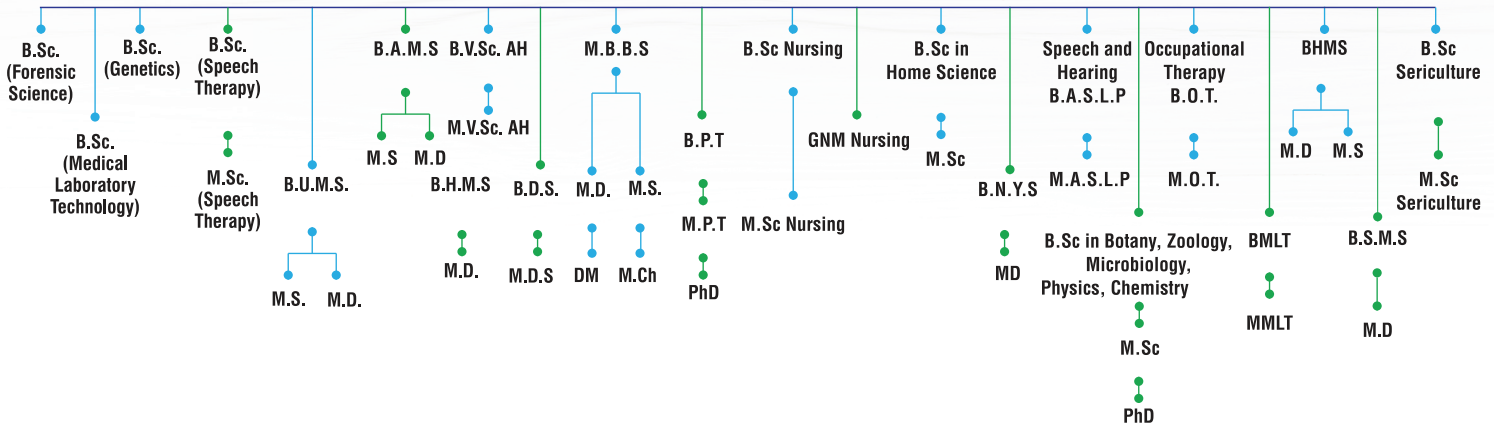 B.Sc.
(Forensic
Science)
B.Sc.
(Medical
Laboratory
Technology)
B.Sc.
(Genetics)
B.Sc.
(Speech
Therapy)
M.Sc.
(Speech
Therapy)
B.U.M.S.
M.S.
M.D.
B.A.M.S
M.S
M.D
B.H.M.S
M.D.
B.V.Sc. AH
M.V.Sc. AH
B.D.S.
M.D.S
M.B.B.S
M.D.
M.S.
DM
M.Ch
B.P.T
M.P.T
PhD
B.Sc Nursing
M.Sc Nursing
GNM Nursing
B.Sc in
Home Science
M.Sc
B.N.Y.S
MD
Speech and
Hearing
B.A.S.L.P
M.A.S.L.P
B.Sc in Botany, Zoology,
Microbiology,
Physics, Chemistry
M.Sc
PhD
Occupational
Therapy
B.O.T.
M.O.T.
BMLT
MMLT
BHMS
M.D
M.S
B.S.M.S
M.D
B.Sc
Sericulture
M.Sc
Sericulture